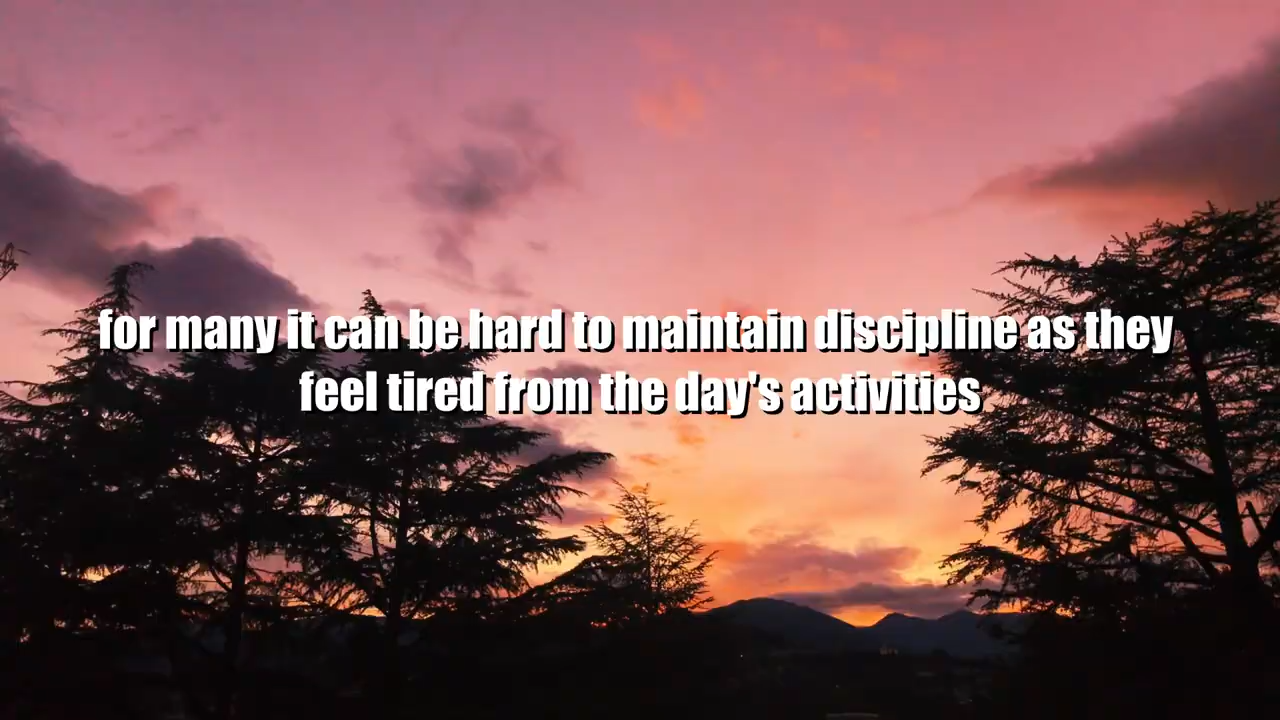 for many it can be hard to maintain discipline as they
feel tired from the day's activities